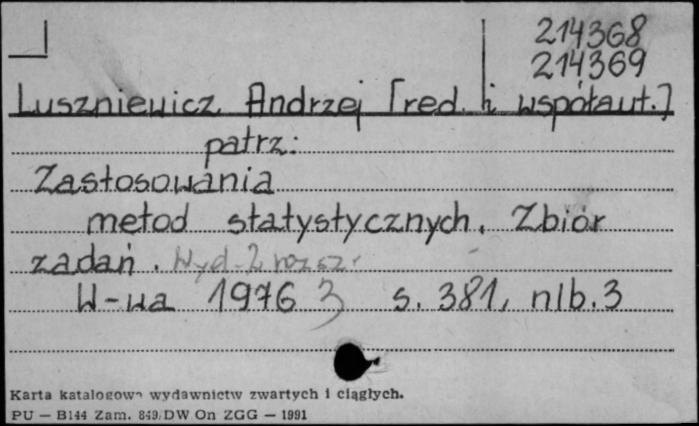 214368
214369
Luszniewicz Andrzej [red. i współaut.]
patrz:
Zastosowania
metod statystycznych. Zbiór
zadań. Wyd. 2 rozsz.
W-wa 1976 3 s. 381, nlb. 3
Karta katalogowa wydawnictw zwartych i ciągłych.
PU — B144 Zam. 849/DW On ZGG — 1991